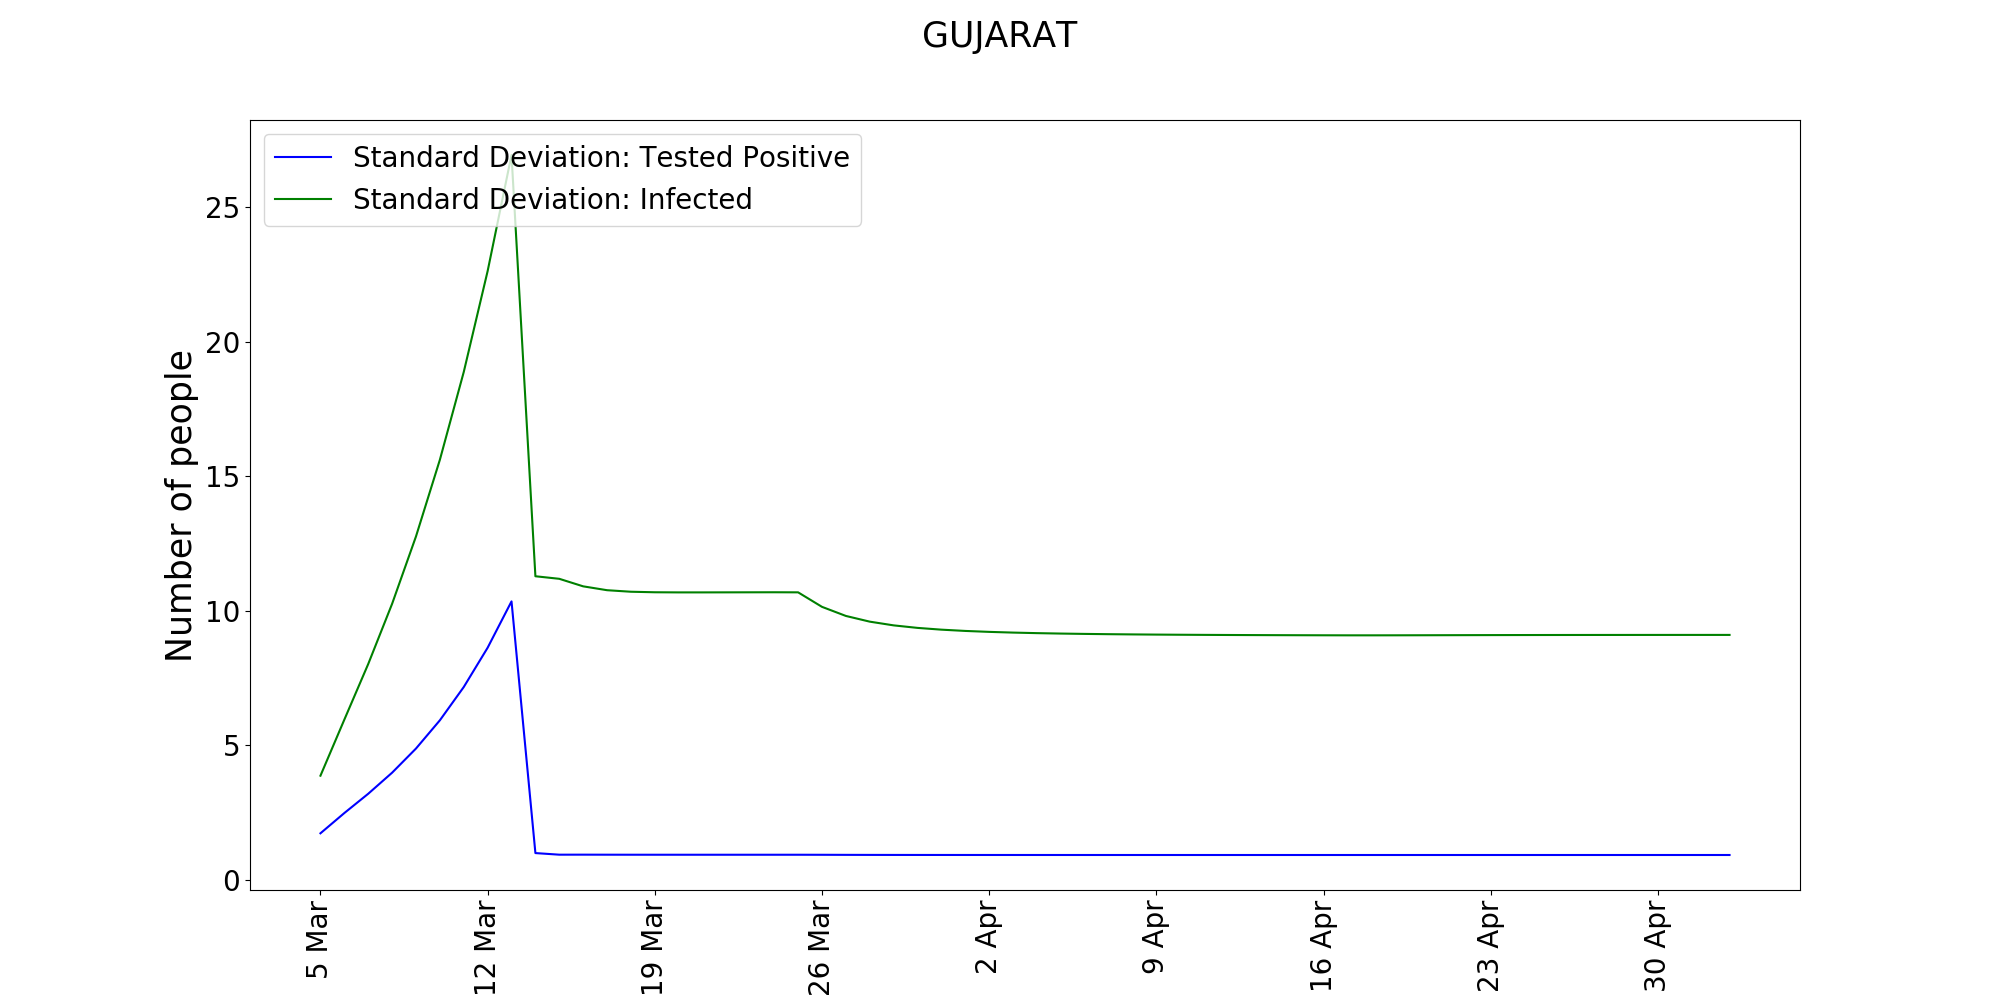 GUJARAT
Standard Deviation: Tested Positive
Standard Deviation: Infected
Number of people
25
20
15
10
5
0
5 Mar
12 Mar
19 Mar
26 Mar
2 Apr
9 Apr
16 Apr
23 Apr
30 Apr